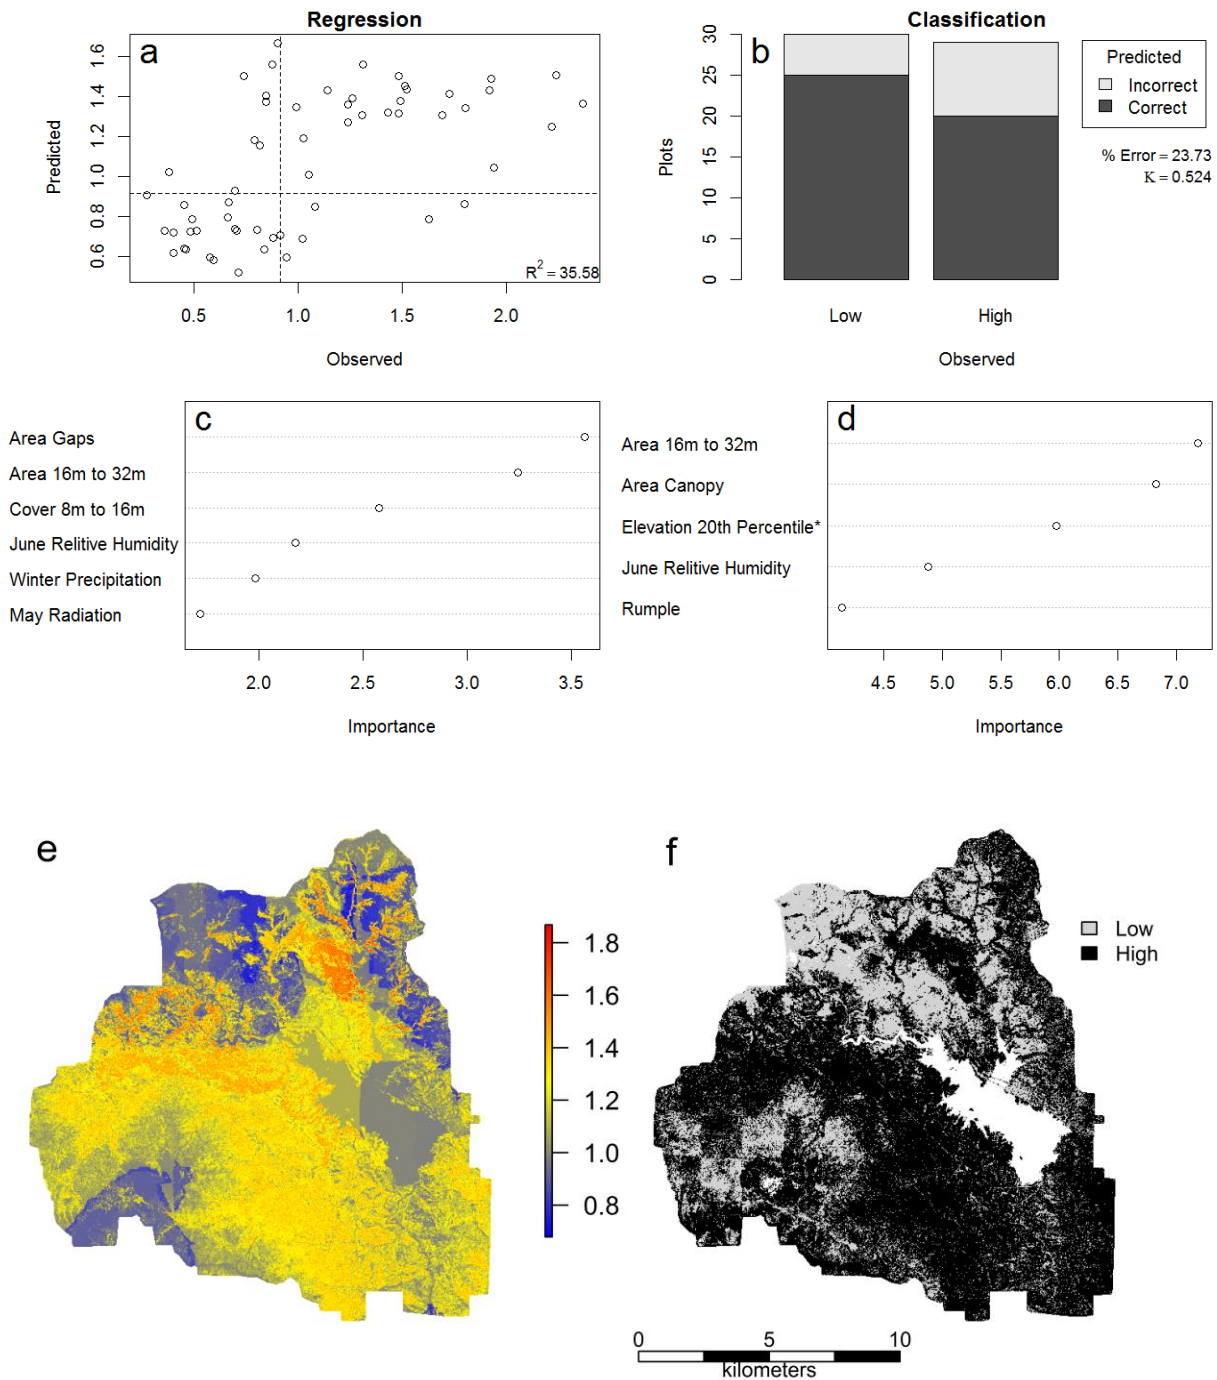 Regression
a
Predicted
1.6
1.4
1.2
1.0
0.8
0.6
R² = 35.58
0.5 1.0 1.5 2.0
Observed
Classification
b
Plots
30
25
20
15
10
5
0
Low High
Observed
Predicted
Incorrect
Correct
% Error = 23.73
K = 0.524
c
Area Gaps
Area 16m to 32m
Cover 8m to 16m
June Relitive Humidity
Winter Precipitation
May Radiation
2.0 2.5 3.0 3.5
Importance
d
Area 16m to 32m
Area Canopy
Elevation 20th Percentile*
June Relitive Humidity
Rumple
4.5 5.0 5.5 6.0 6.5 7.0
Importance
e
1.8
1.6
1.4
1.2
1.0
0.8
f
Low
High
0 5 10
kilometers